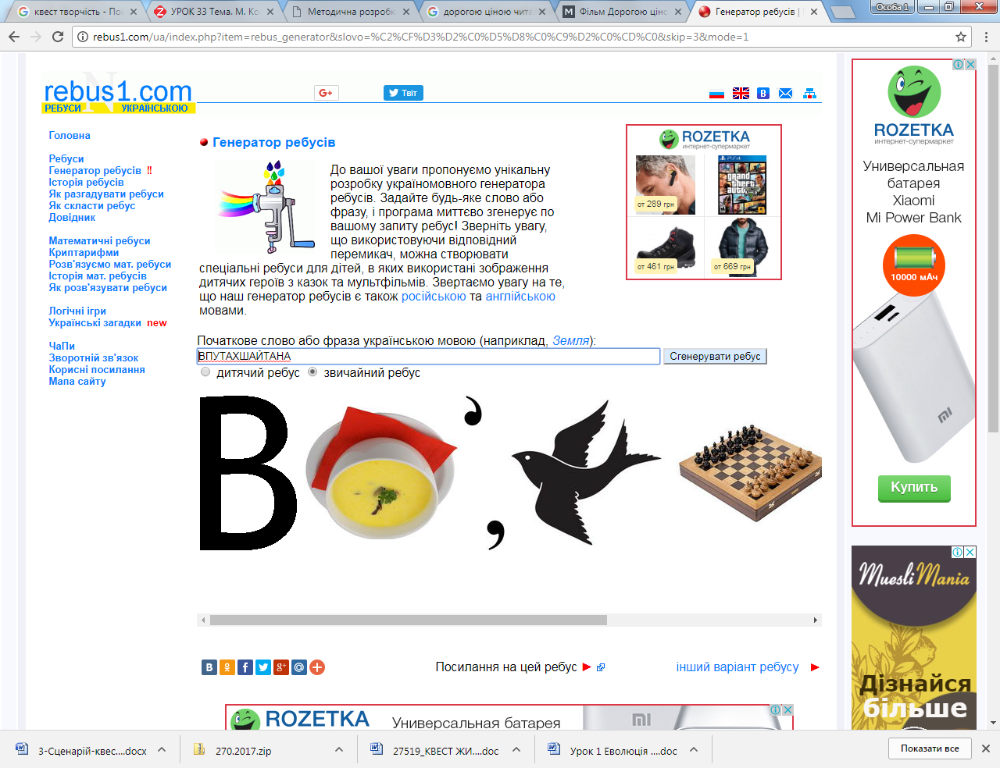 квест творчість - По
УРОК 33 Тема. М. Ко
Методична розробк
дорогою ціною чита
Фільм Дорогою ціно
Генератор ребусів |
Особа 1
rebus1.com/ua/index.php?item=rebus_generator&slovo=%C2%CF%D3%D2%C0%D5%D8%C0%C9%D2%C0%CD%C0&skip=3&mode=1
rebus1.com
РЕБУСИ УКРАЇНСЬКОЮ
G+
Твіт
B
Головна
Ребуси
Генератор ребусів !!
Історія ребусів
Як разгадувати ребуси
Як скласти ребус
Довідник
Математичні ребуси
Криптарифми
Розв'язуємо мат. ребуси
Історія мат. ребусів
Як розв'язувати ребуси
Логічні ігри
Українські загадки new
ЧаПи
Зворотній зв'язок
Корисні посилання
Мапа сайту
Генератор ребусів
До вашої уваги пропонуємо унікальну
розробку україномовного генератора
ребусів. Задайте будь-яке слово або
фразу, і програма миттєво згенерує по
вашому запиту ребус! Зверніть увагу,
що використовуючи відповідний
перемикач, можна створювати
спеціальні ребуси для дітей, в яких використані зображення
дитячих героїв з казок та мультфільмів. Звертаємо увагу на те,
що наш генератор ребусів є також російською та англійською
мовами.
ROZETKA
интернет-супермаркет
от 289 грн
PS4
grand theft auto V
от 461 грн
от 669 грн
Початкове слово або фраза українською мовою (наприклад, Земля):
ВПУТАХШАЙТАНА
Сгенерувати ребус
дитячий ребус звичайний ребус
В , ,
Посилання на цей ребус
інший варіант ребусу
ROZETKA
Универсальная батарея
mi
ROZETKA
интернет-супермаркет
Универсальная
батарея
Xiaomi
Mi Power Bank
10000 мАч
mi
Купить
Muesli Mania
Дізнайся
більше
3-Сценарій-квес....docx
270.2017.zip
27519_КВЕСТ ЖИ....doc
Урок 1 Еволюція ....doc
Показати все